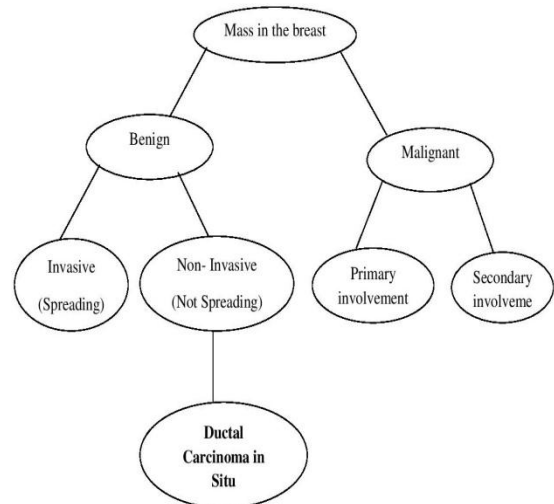 Mass in the breast
Benign
Malignant
Invasive
(Spreading)
Non- Invasive
(Not Spreading)
Primary
involvement
Secondary
involveme
Ductal
Carcinoma in
Situ